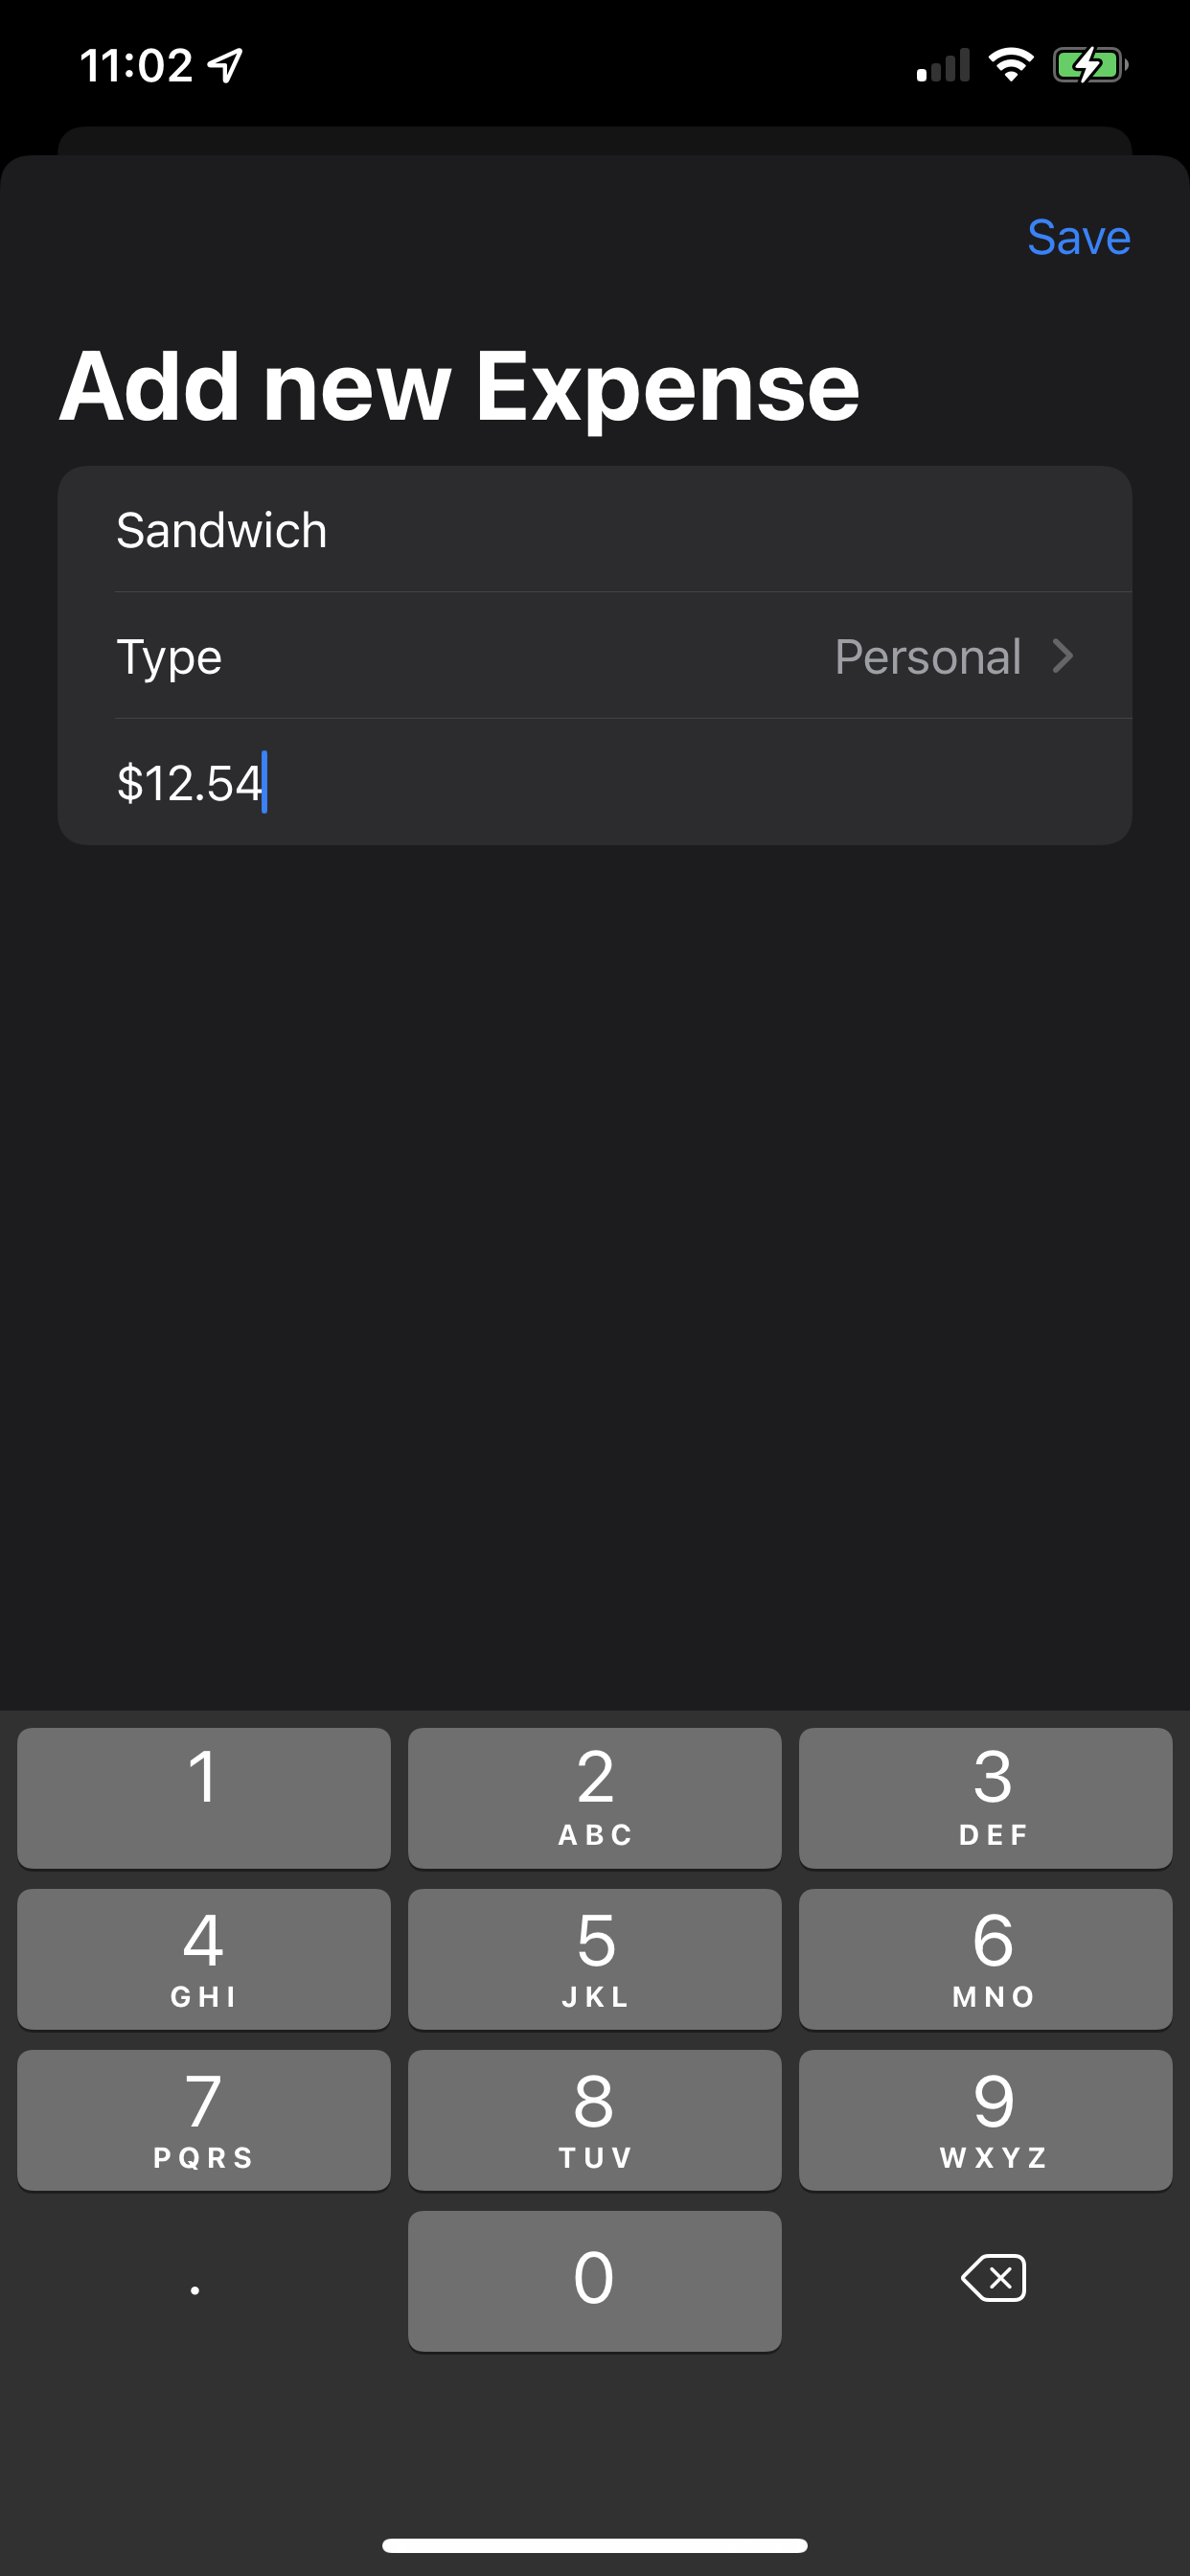 11:02
Save
Add new Expense
Sandwich
Type Personal
$12.54
1 2 3
ABC DEF
4 5 6
GHI JKL MNO
7 8 9
PQRS TUV WXYZ
. 0